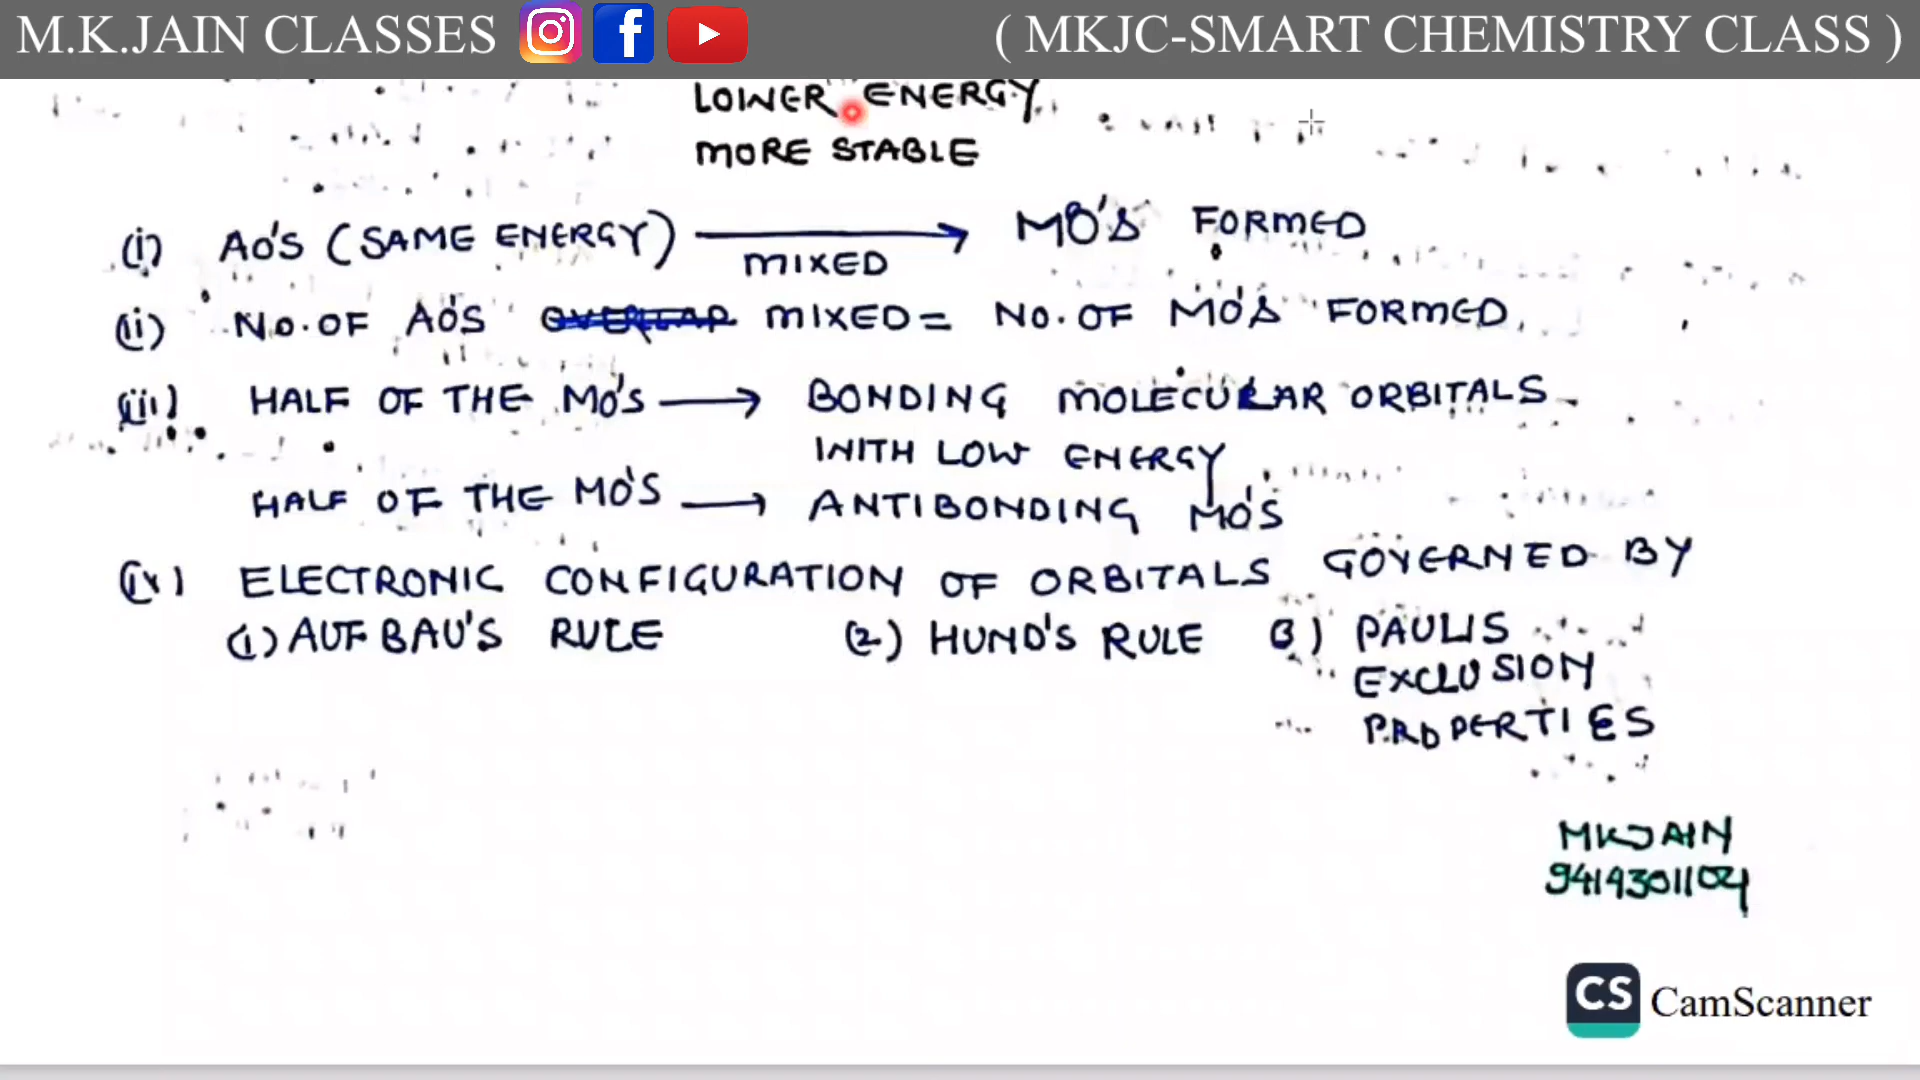 M.K.JAIN CLASSES ( MKJC-SMART CHEMISTRY CLASS )
LOWER ENERGY
MORE STABLE
(i) AO'S (SAME ENERGY) MIXED → MO'S FORMED
(ii) NO. OF AO'S MIXED = NO. OF MO'S FORMED
(iii) HALF OF THE MO'S → BONDING MOLECULAR ORBITALS
WITH LOW ENERGY
HALF OF THE MO'S → ANTIBONDING MO'S
(iv) ELECTRONIC CONFIGURATION OF ORBITALS GOVERNED BY
(1) AUFBAU'S RULE (2) HUND'S RULE 3) PAULIS
EXCLUSION
PROPERTIES
MKJAIN
CS CamScanner